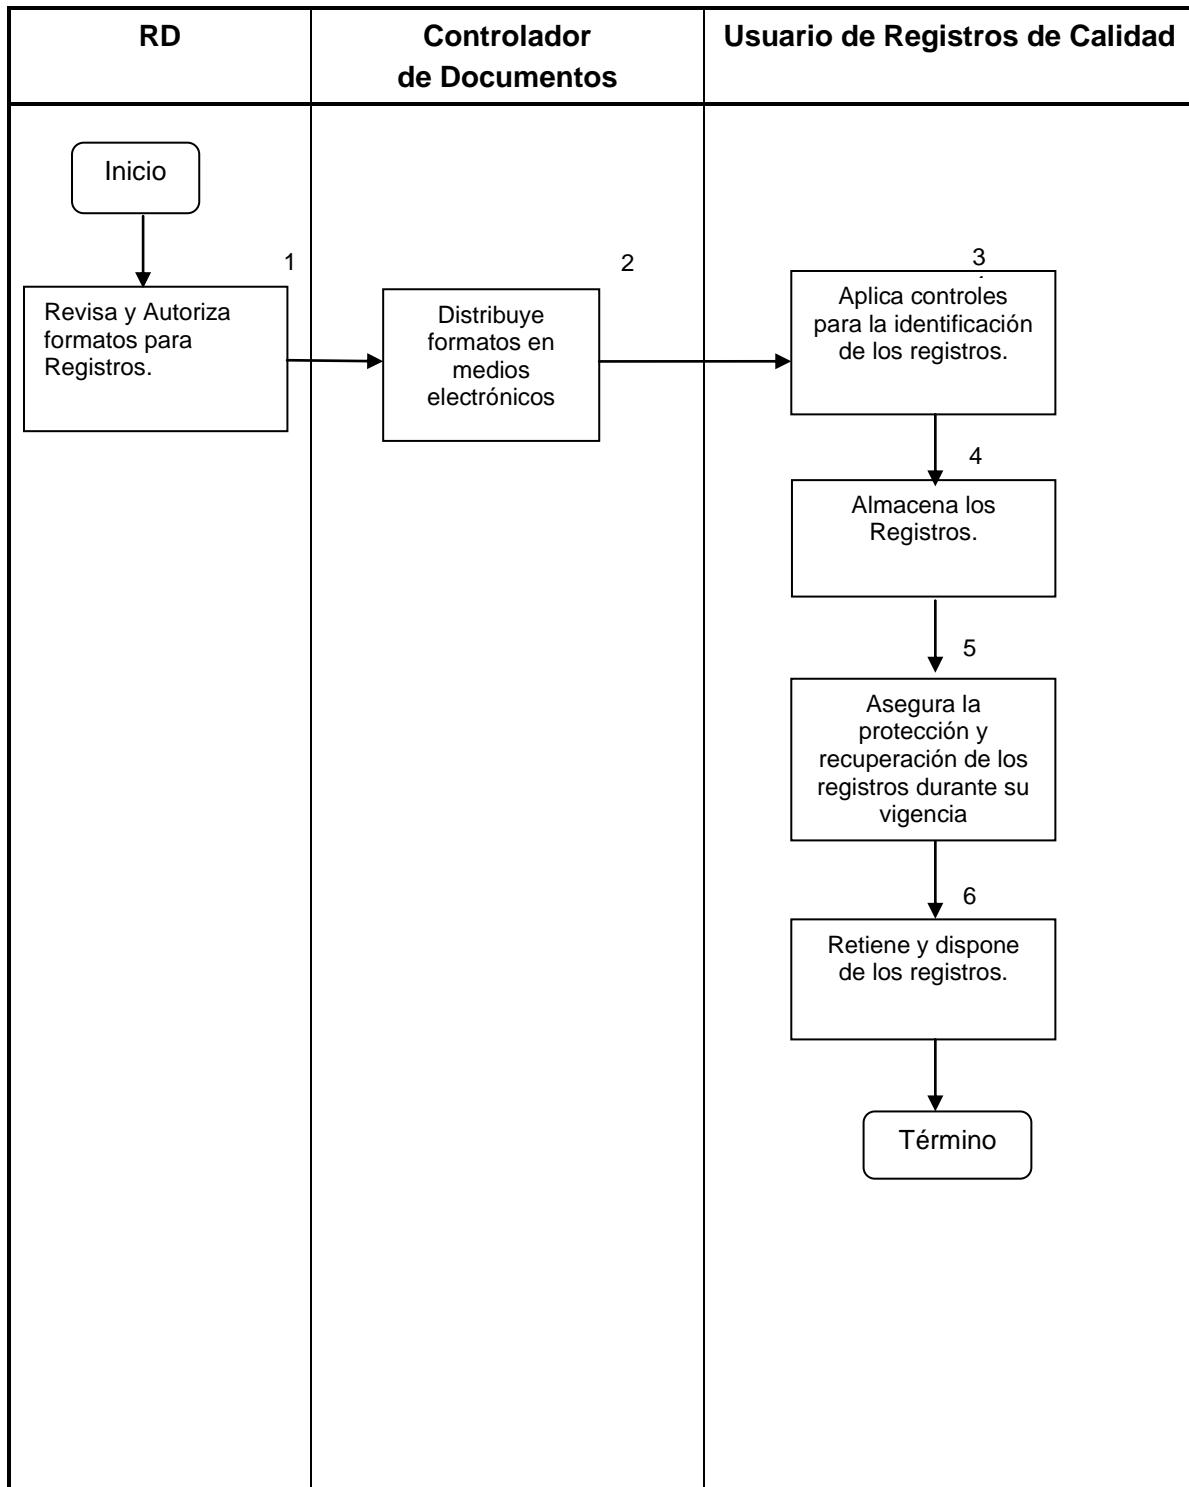 RD
Controlador
de Documentos
Usuario de Registros de Calidad
Inicio
1
Revisa y Autoriza
formatos para
Registros.
2
Distribuye
formatos en
medios
electrónicos
3
Aplica controles
para la identificación
de los registros.
4
Almacena los
Registros.
5
Asegura la
protección y
recuperación de los
registros durante su
vigencia
6
Retiene y dispone
de los registros.
Término